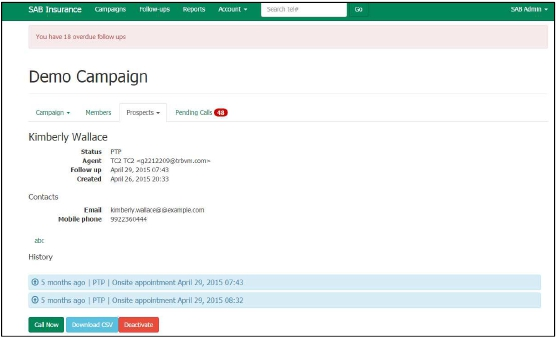 SAB Insurance Campaigns Follow-ups Reports Account Search Tel# Go SAB Admin
You have 18 overdue follow ups
Demo Campaign
Campaign Members Prospects Pending Calls 48
Kimberly Wallace
Status PTP
Agent TC2 TC2 <g2212209@trbvm.com>
Follow up April 29, 2015 07:43
Created April 26, 2015 20:33
Contacts
Email kimberly.wallace@@example.com
Mobile phone 9922360444
abc
History
5 months ago | PTP | Onsite appointment April 29, 2015 07:43
5 months ago | PTP | Onsite appointment April 29, 2015 08:32
Call Now Download CSV Deactivate